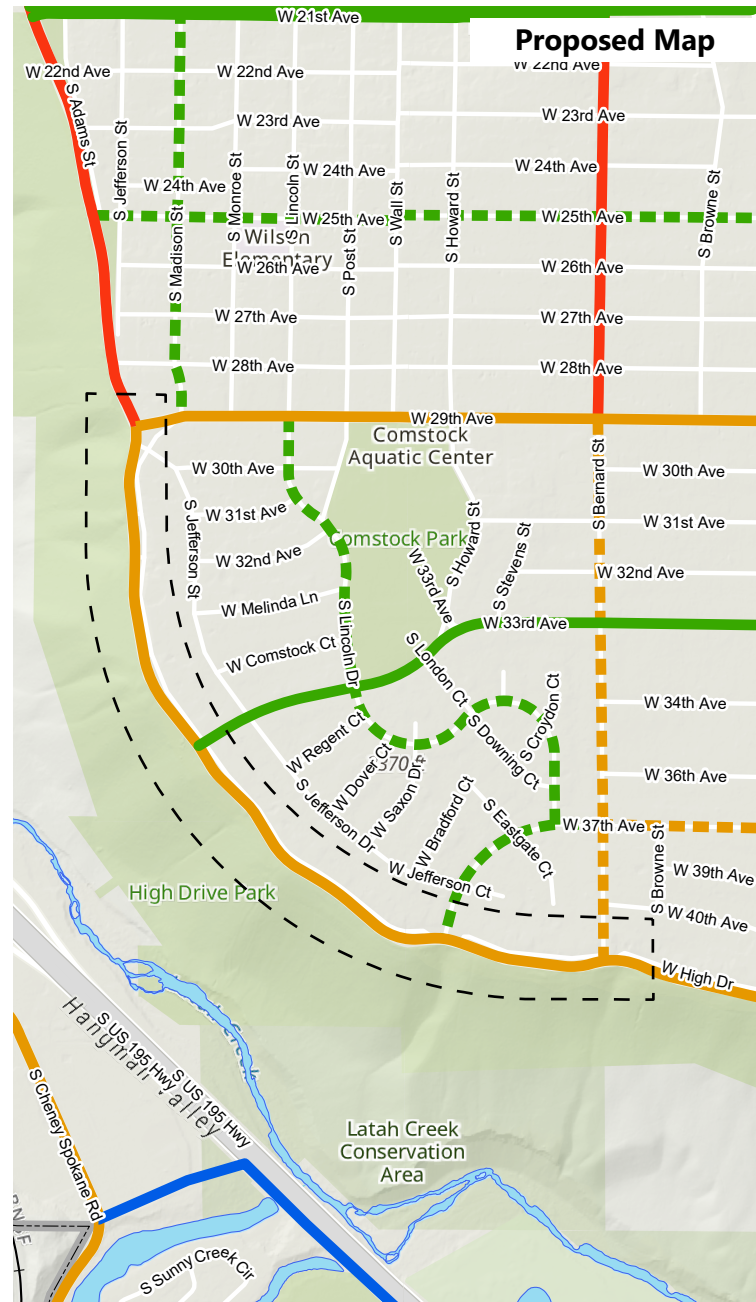 W 21st Ave
Proposed Map
W 22nd Ave
W 22nd Ave
W 22nd Ave
S Adams St
W 23rd Ave
W 23rd Ave
S Jefferson St
S Madison St
S Monroe St
S Lincoln St
W 24th Ave
W 24th Ave
W 24th Ave
S Post St
S Wall St
S Howard St
S Browne St
W 25th Ave
W 25th Ave
Wilson
Elementary
W 26th Ave
W 26th Ave
W 27th Ave
W 27th Ave
W 28th Ave
W 28th Ave
W 29th Ave
Comstock
Aquatic Center
S Bernard St
W 30th Ave
W 30th Ave
S Jefferson St
W 31st Ave
W 31st Ave
S Howard St
S Stevens St
Comstock Park
W 32nd Ave
W 32nd Ave
W 33rd Ave
W Melinda Ln
S Lincoln Dr
W 33rd Ave
W Comstock Ct
S London Ct
S Croydon Ct
W 34th Ave
W Regent Ct
S Downing Ct
W Dover Ct
W Saxon Dr
W 36th Ave
S Jefferson Dr
W Bradford Ct
S Eastgate Ct
W 37th Ave
S Browne St
W Jefferson Ct
W 39th Ave
High Drive Park
W 40th Ave
W High Dr
Hangman Valley
S US 195 Hwy
S US 195 Hwy
S Cheney Spokane Rd
Latah Creek
Conservation
Area
S Sunny Creek Cir